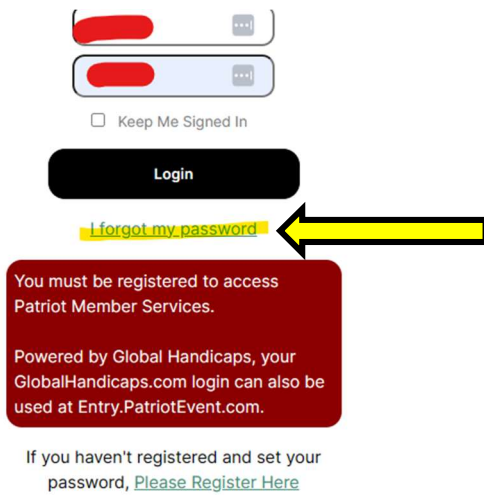 Keep Me Signed In
Login
I forgot my password
You must be registered to access
Patriot Member Services.
Powered by Global Handicaps, your
GlobalHandicaps.com login can also be
used at Entry.PatriotEvent.com.
If you haven't registered and set your
password, Please Register Here